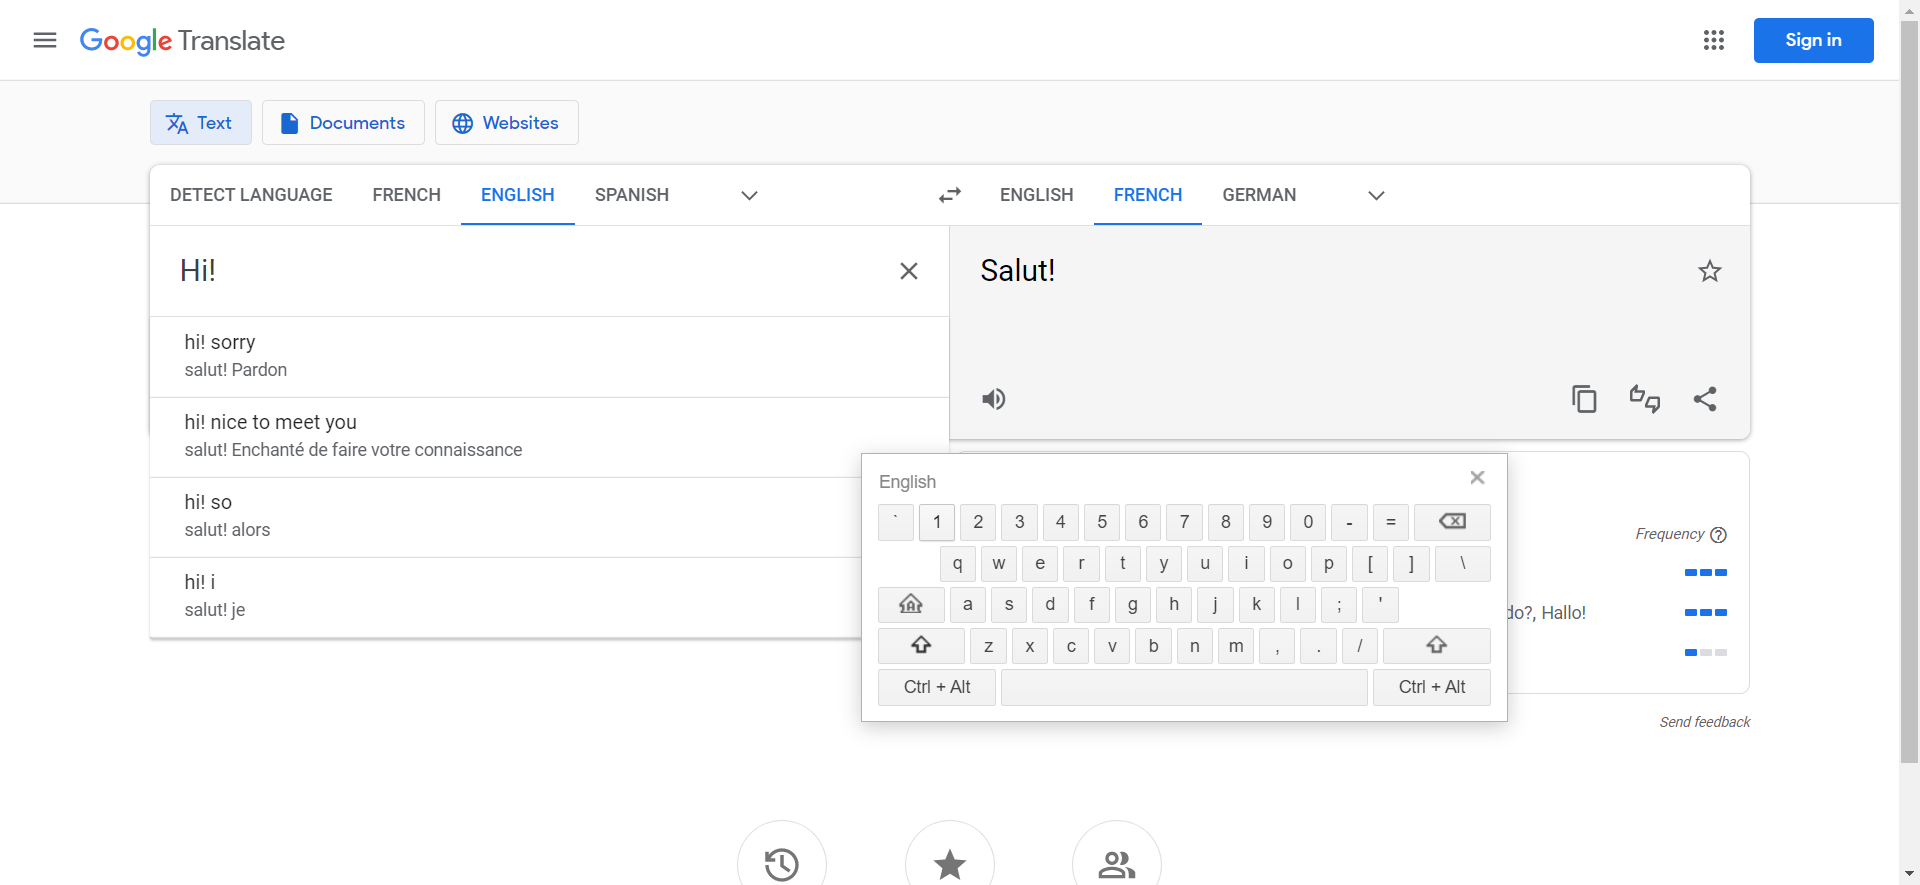 Google Translate
Sign in
Text
Documents
Websites
DETECT LANGUAGE
FRENCH
ENGLISH
SPANISH
ENGLISH
FRENCH
GERMAN
Hi!
Salut!
hi! sorry
salut! Pardon
hi! nice to meet you
salut! Enchanté de faire votre connaissance
hi! so
salut! alors
hi! i
salut! je
English
` 1 2 3 4 5 6 7 8 9 0 - =
q w e r t y u i o p [ ] \
a s d f g h j k l ; '
z x c v b n m , . /
Ctrl + Alt
Ctrl + Alt
Frequency
do?, Hallo!
Send feedback